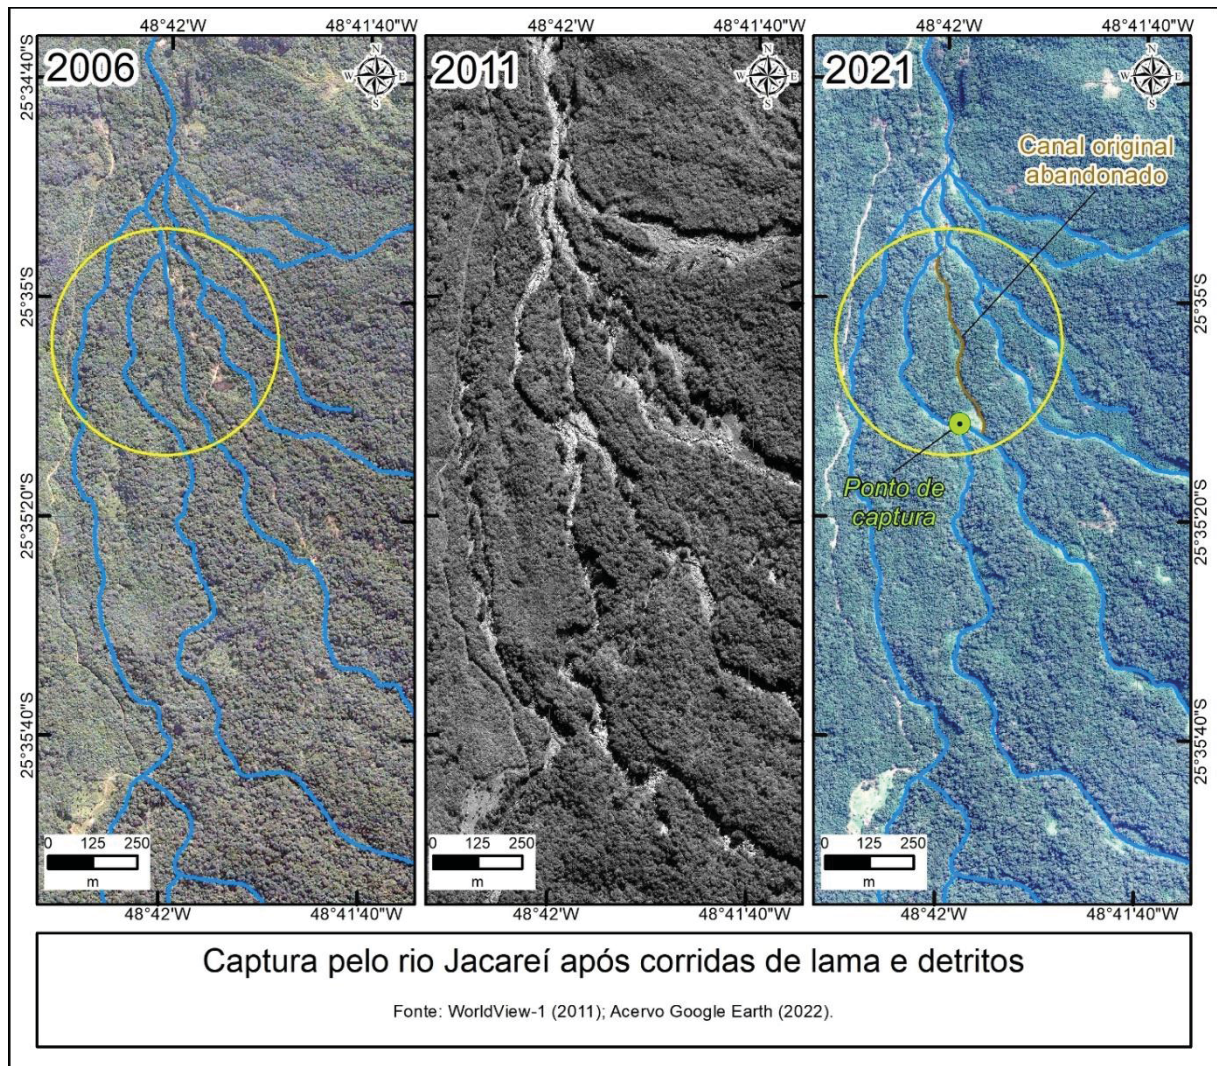 48°42'W 48°41'40"W 48°42'W 48°41'40"W 48°42'W 48°41'40"W
2006
2011
2021
N
W E
S
N
W E
S
N
W E
S
25°34'40"S
25°35'S
25°35'20"S
25°35'40"S
25°34'40"S
25°35'S
25°35'20"S
25°35'40"S
Canal original
abandonado
Ponto de
captura
0 125 250
m
0 125 250
m
0 125 250
m
48°42'W 48°41'40"W 48°42'W 48°41'40"W 48°42'W 48°41'40"W
Captura pelo rio Jacareí após corridas de lama e detritos
Fonte: WorldView-1 (2011); Acervo Google Earth (2022).